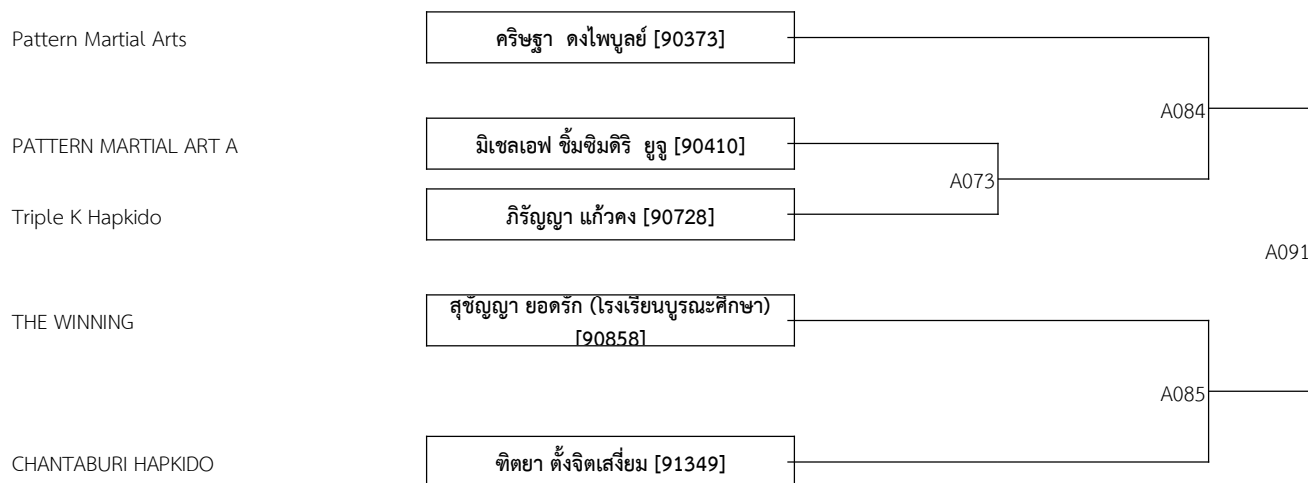 Pattern Martial Arts
คริษฐา ดงไพบูลย์ [90373]
A084
PATTERN MARTIAL ART A
มิเชลเอฟ ชิ้มซิมดิริ ยูจู [90410]
A073
Triple K Hapkido
ภิรัญญา แก้วคง [90728]
A091
THE WINNING
สุชัญญา ยอดรัก (โรงเรียนบูรณะศึกษา)
[90858]
A085
CHANTABURI HAPKIDO
ฑิตยา ตั้งจิตเสงี่ยม [91349]